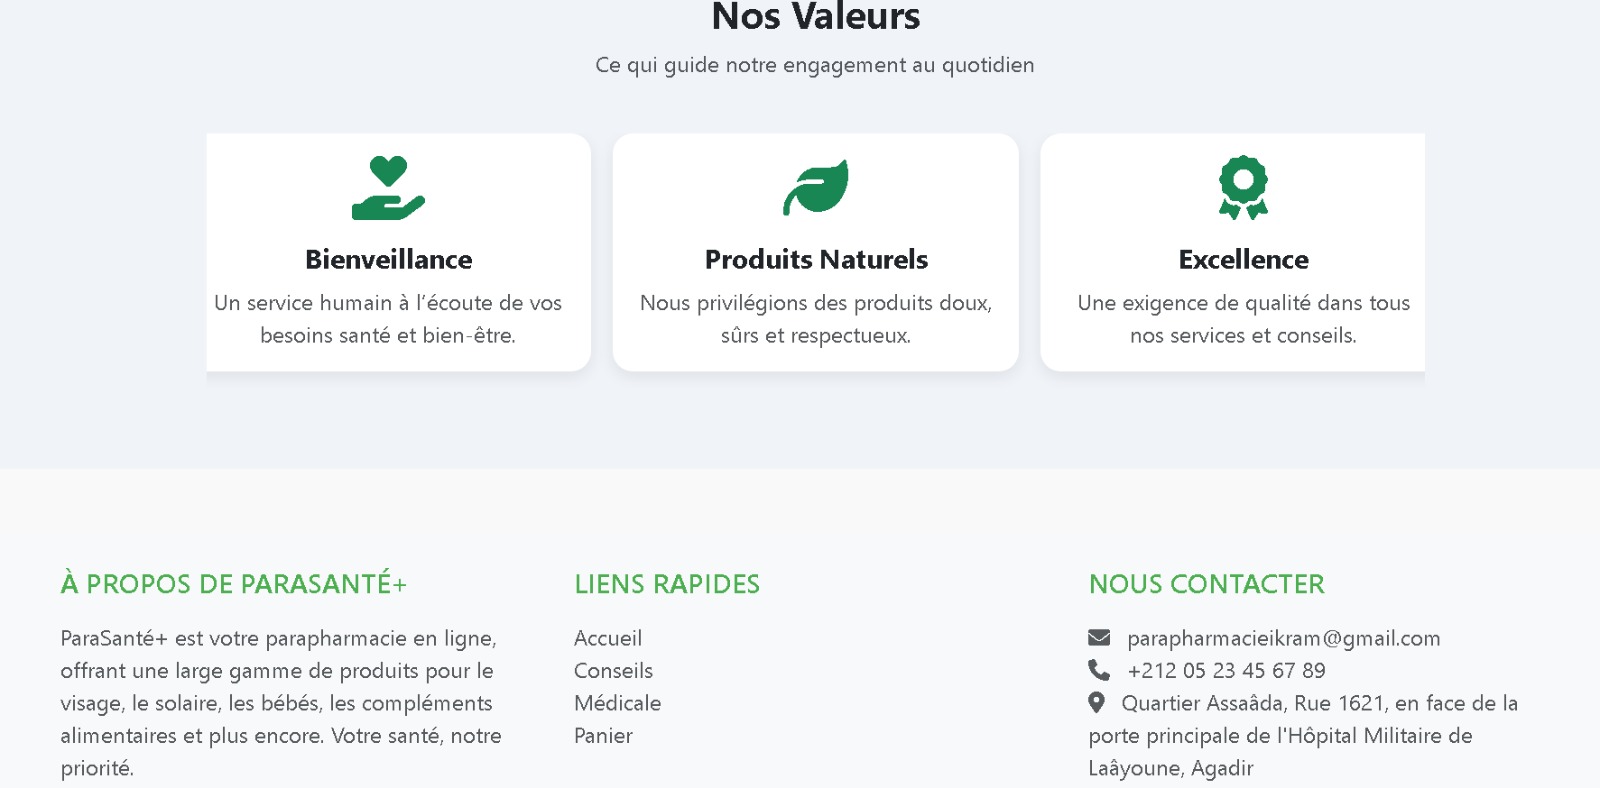 Nos Valeurs
Ce qui guide notre engagement au quotidien
Bienveillance
Un service humain à l’écoute de vos
besoins santé et bien-être.
Produits Naturels
Nous privilégions des produits doux,
sûrs et respectueux.
Excellence
Une exigence de qualité dans tous
nos services et conseils.
À PROPOS DE PARASANTÉ+
ParaSanté+ est votre parapharmacie en ligne,
offrant une large gamme de produits pour le
visage, le solaire, les bébés, les compléments
alimentaires et plus encore. Votre santé, notre
priorité.
LIENS RAPIDES
Accueil
Conseils
Médicale
Panier
NOUS CONTACTER
parapharmacieikram@gmail.com
+212 05 23 45 67 89
Quartier Assaâda, Rue 1621, en face de la
porte principale de l'Hôpital Militaire de
Laâyoune, Agadir